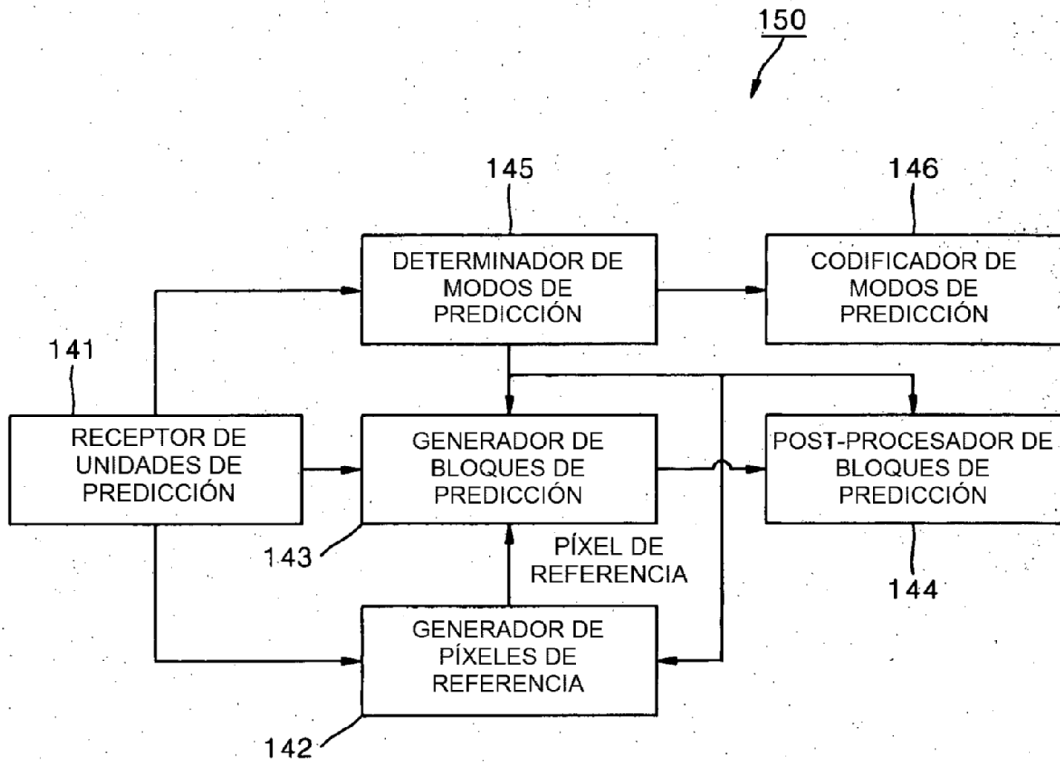 150
145
146
DETERMINADOR DE
MODOS DE
PREDICCIÓN
CODIFICADOR DE
MODOS DE
PREDICCIÓN
141
RECEPTOR DE
UNIDADES DE
PREDICCIÓN
GENERADOR DE
BLOQUES DE
PREDICCIÓN
POST-PROCESADOR DE
BLOQUES DE
PREDICCIÓN
143
PÍXEL DE
REFERENCIA
144
GENERADOR DE
PÍXELES DE
REFERENCIA
142